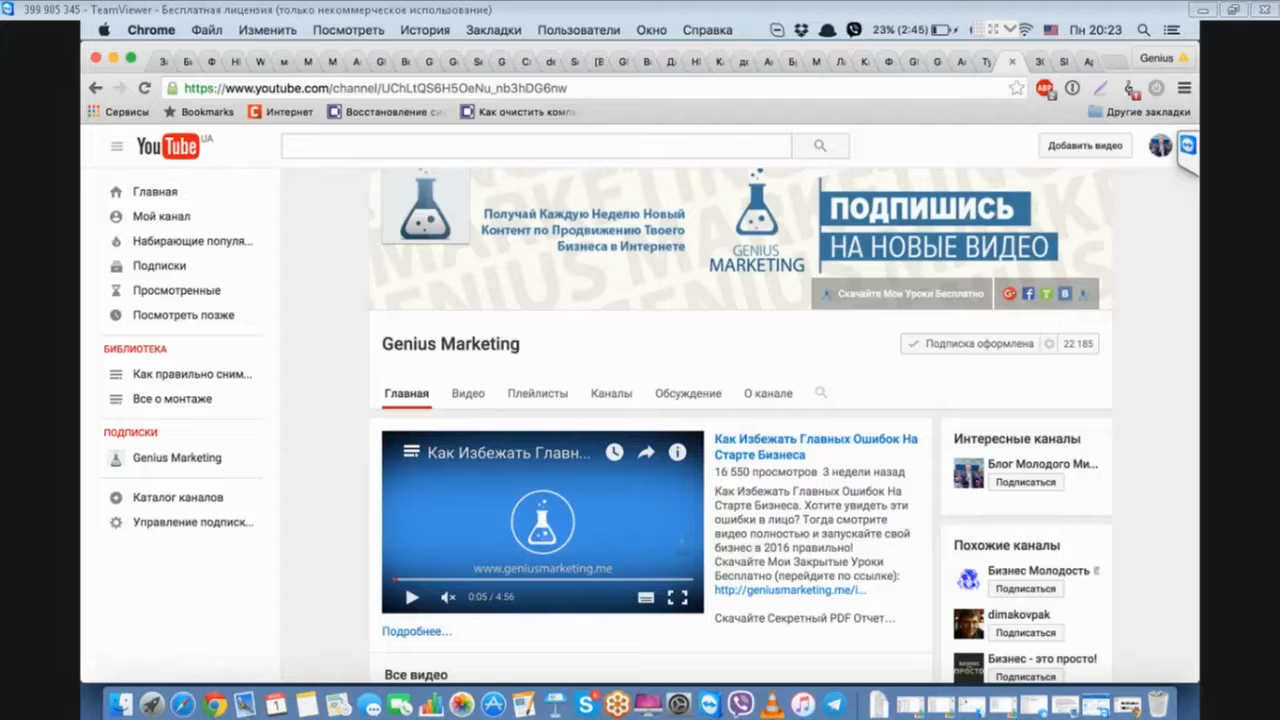 399 905 345 - TeamViewer - Бесплатная лицензия (только некоммерческое использование)
Chrome Файл Изменить Посмотреть История Закладки Пользователи Окно Справка
23% (2:45) Пн 20:23
Genius
https://www.youtube.com/channel/UChLtQS6H5OeNu_nb3hDG6nw
ABP
Сервисы Bookmarks Интернет Восстановление Как очистить
Другие закладки
YouTube UA
Добавить видео
Главная
Мой канал
Набирающие популя...
Подписки
Просмотренные
Посмотреть позже
БИБЛИОТЕКА
Как правильно сним...
Все о монтаже
ПОДПИСКИ
Genius Marketing
Каталог каналов
Управление подписк...
Получай Каждую Неделю Новый
Контент по Продвижению Твоего
Бизнеса в Интернете
GENIUS
MARKETING
ПОДПИШИСЬ
НА НОВЫЕ ВИДЕО
Скачайте Мои Уроки Бесплатно
Genius Marketing
Подписка оформлена 22 185
Главная Видео Плейлисты Каналы Обсуждение О канале
Как Избежать Главн...
www.geniusmarketing.me
0:05 / 4:56
Подробнее...
Как Избежать Главных Ошибок На
Старте Бизнеса
16 550 просмотров 3 недели назад
Как Избежать Главных Ошибок На
Старте Бизнеса. Хотите увидеть эти
ошибки в лицо? Тогда смотрите
видео полностью и запускайте свой
бизнес в 2016 правильно!
Скачайте Мои Закрытые Уроки
Бесплатно (перейдите по ссылке):
http://geniusmarketing.me/i...
Скачайте Секретный PDF Отчет...
Все видео
Интересные каналы
Блог Молодого Ми...
Подписаться
Похожие каналы
Бизнес Молодость
Подписаться
dimakovpak
Подписаться
Бизнес - это просто!
Подписаться